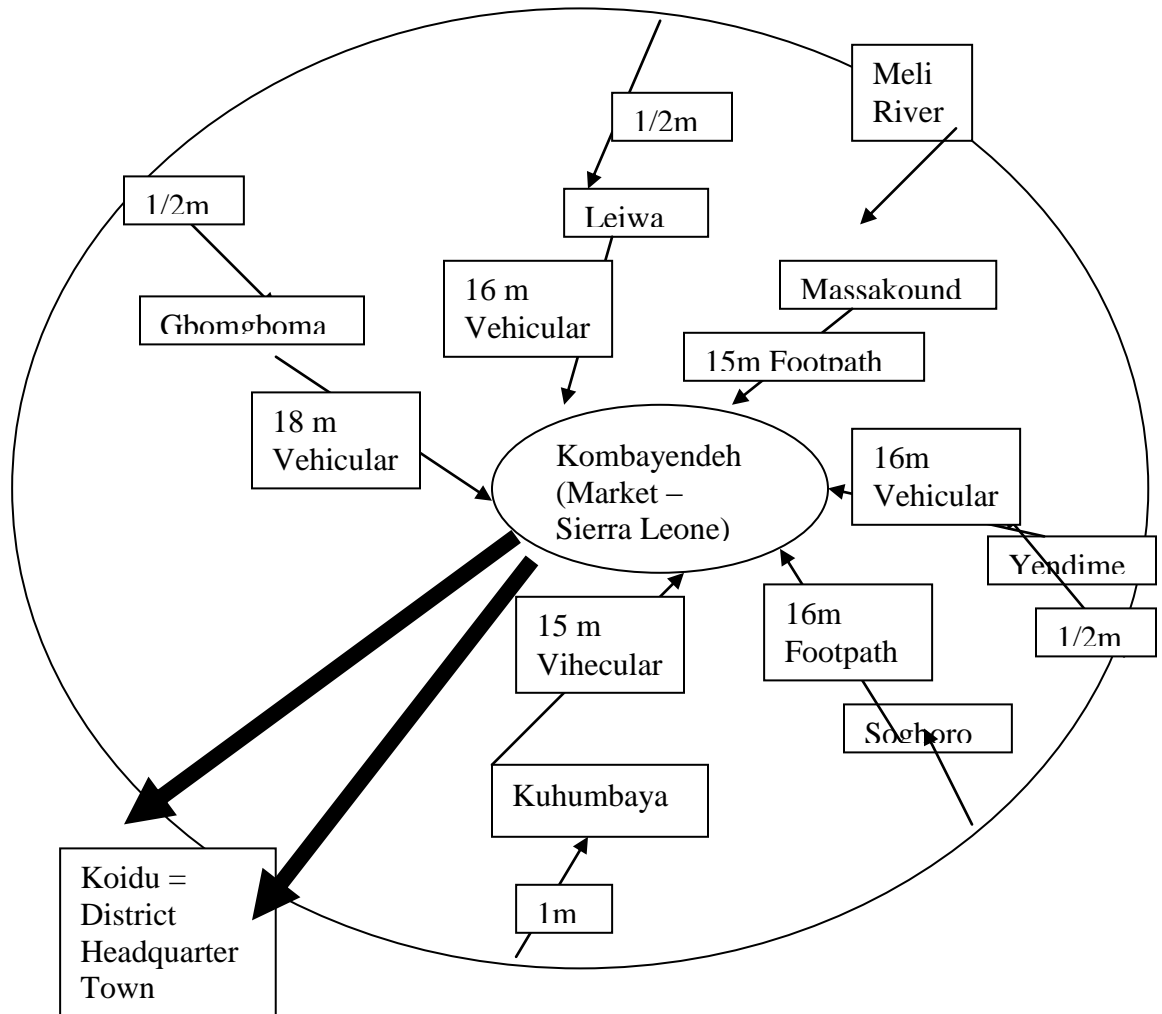 Meli
River
1/2m
1/2m
Leiwa
16 m
Vehicular
Massakound
Gbomgboma
15m Footpath
18 m
Vehicular
Kombayendeh
(Market –
Sierra Leone)
16m
Vehicular
Yendime
15 m
Vihecular
16m
Footpath
1/2m
Soghoro
Kuhumbaya
Koidu =
District
Headquarter
Town
1m